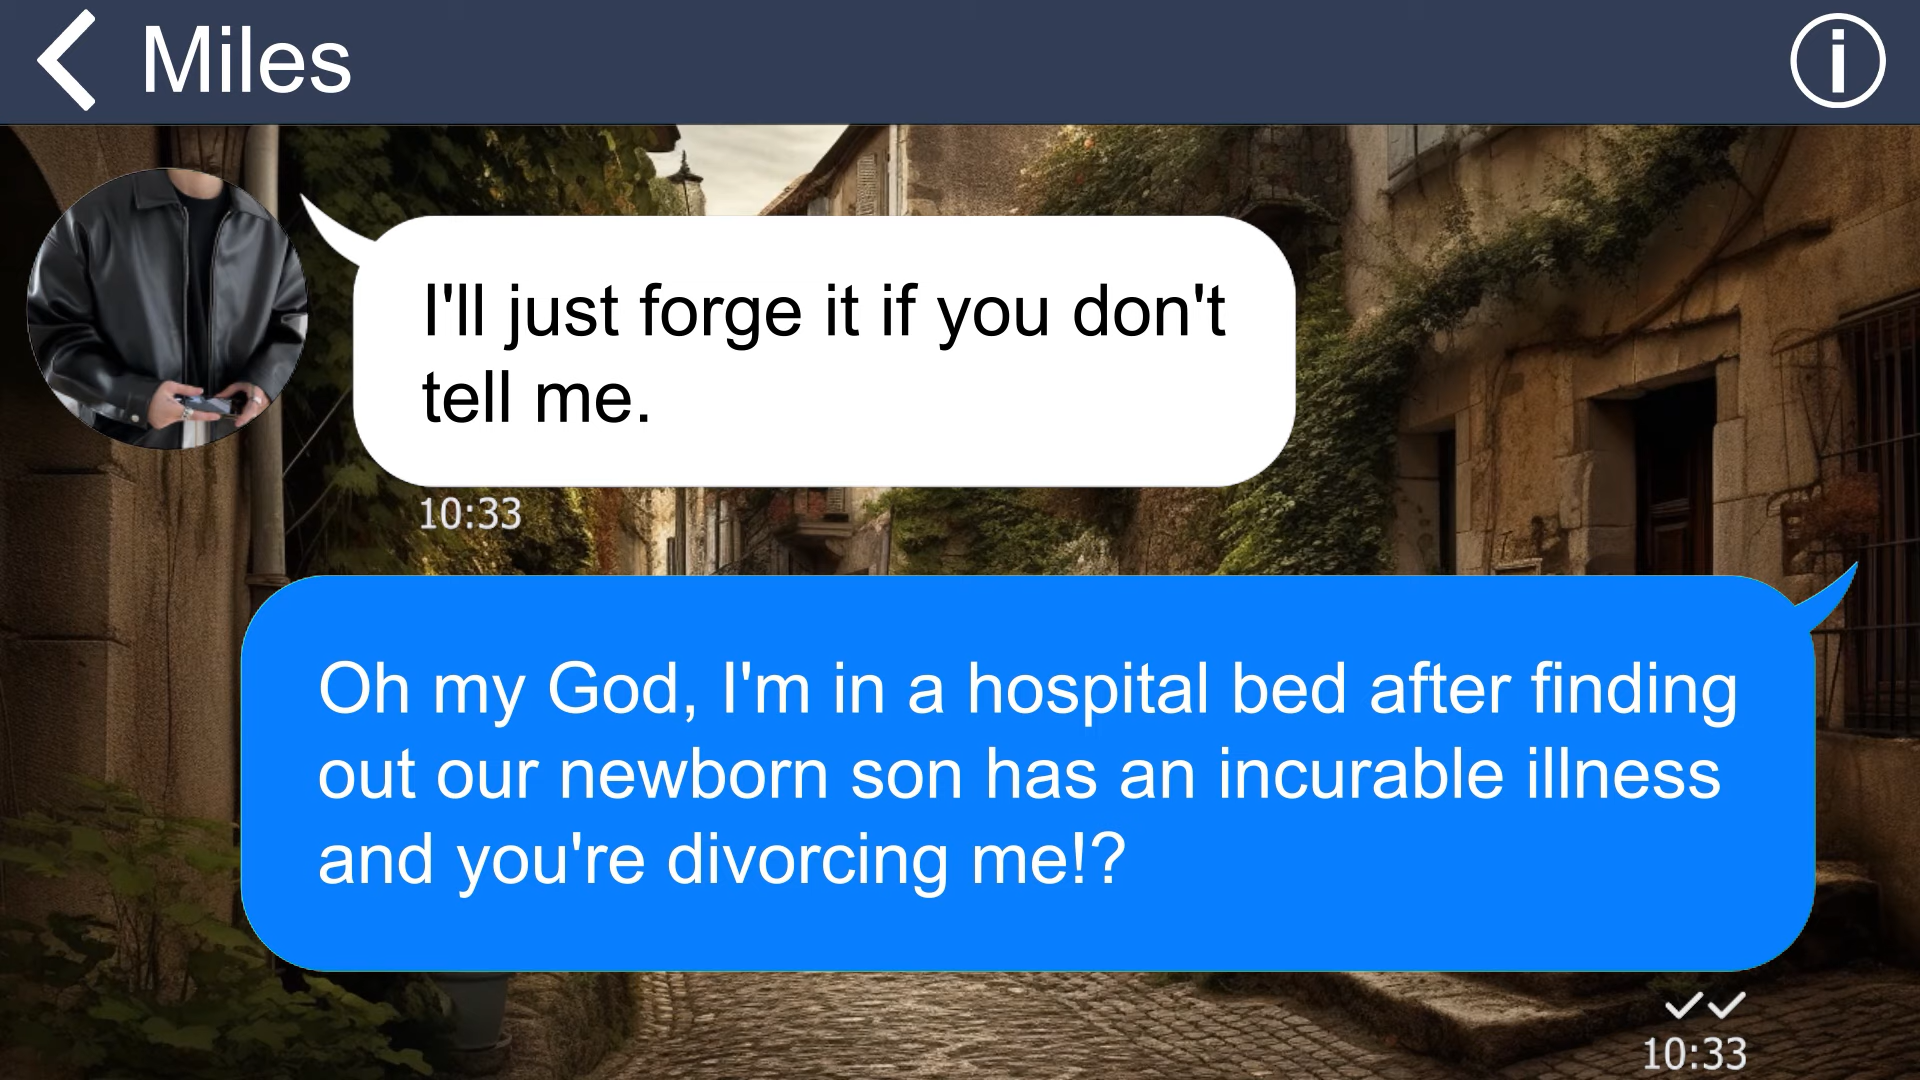 Miles
I'll just forge it if you don't
tell me.
10:33
Oh my God, I'm in a hospital bed after finding
out our newborn son has an incurable illness
and you're divorcing me!?
10:33